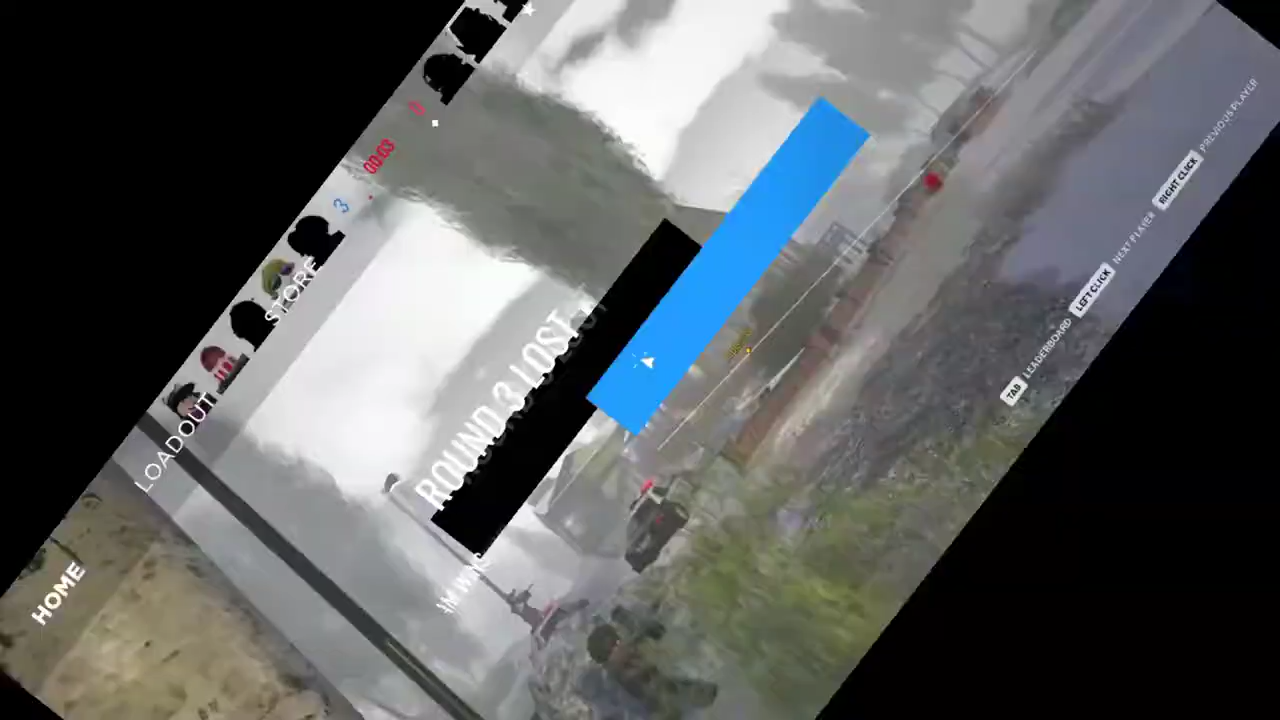 HOME
LOADOUT
STORE
3
00:03
0
ROUND 3 LOST
TAB LEADERBOARD LEFT CLICK NEXT PLAYER RIGHT CLICK PREVIOUS PLAYER